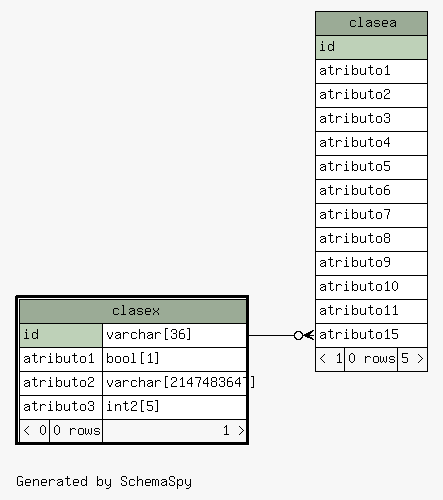 clasea
id
atributo1
atributo2
atributo3
atributo4
atributo5
atributo6
atributo7
atributo8
atributo9
atributo10
atributo11
atributo15
< 1 0 rows 5 >
clasex
id varchar[36]
atributo1 bool[1]
atributo2 varchar[2147483647]
atributo3 int2[5]
< 0 0 rows 1 >
Generated by SchemaSpy